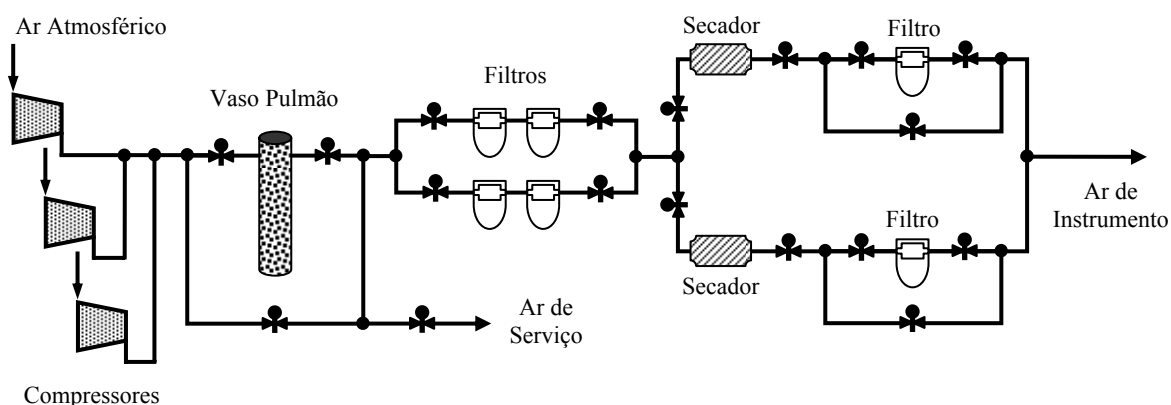 Ar Atmosférico
Vaso Pulmão
Filtros
Secador
Filtro
Ar de
Instrumento
Filtro
Secador
Ar de
Serviço
Compressores